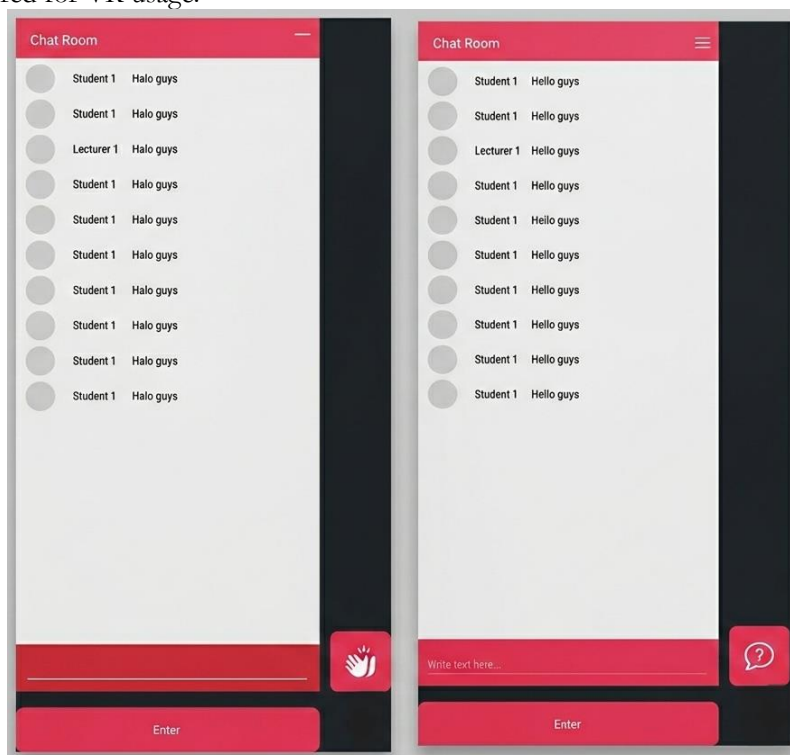 for VR usage.
Chat Room
Student 1 Halo guys
Student 1 Halo guys
Lecturer 1 Halo guys
Student 1 Halo guys
Student 1 Halo guys
Student 1 Halo guys
Student 1 Halo guys
Student 1 Halo guys
Student 1 Halo guys
Student 1 Halo guys
Enter
Chat Room
Student 1 Hello guys
Student 1 Hello guys
Lecturer 1 Hello guys
Student 1 Hello guys
Student 1 Heilo guys
Student 1 Hello guys
Student 1 Hello guys
Student 1 Hello guys
Student 1 Hello guys
Student 1 Hello guys
Write text here...
?
Enter